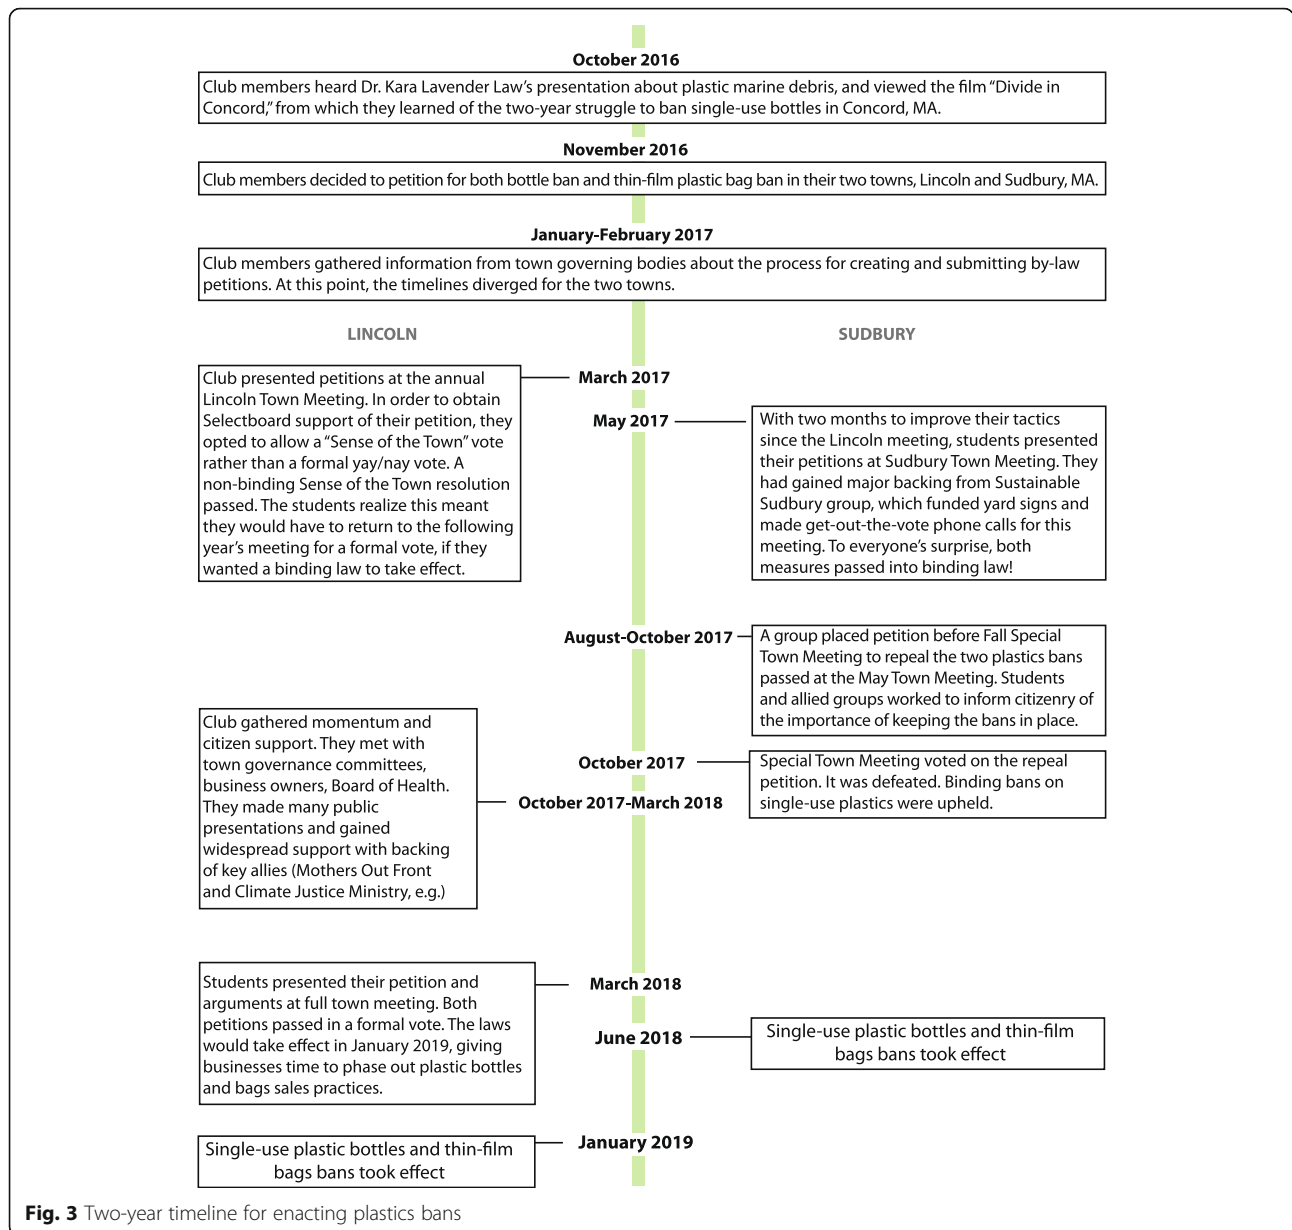 October 2016
Club members heard Dr. Kara Lavender Law's presentation about plastic marine debris, and viewed the film “Divide in
Concord,” from which they learned of the two-year struggle to ban single-use bottles in Concord, MA.
November 2016
Club members decided to petition for both bottle ban and thin-film plastic bag ban in their two towns, Lincoln and Sudbury, MA.
January-February 2017
Club members gathered information from town governing bodies about the process for creating and submitting by-law
petitions. At this point, the timelines diverged for the two towns.
LINCOLN
SUDBURY
March 2017
Club presented petitions at the annual
Lincoln Town Meeting. In order to obtain
Selectboard support of their petition, they
opted to allow a “Sense of the Town” vote
rather than a formal yay/nay vote. A
non-binding Sense of the Town resolution
passed. The students realize this meant
they would have to return to the following
year's meeting for a formal vote, if they
wanted a binding law to take effect.
May 2017
With two months to improve their tactics
since the Lincoln meeting, students presented
their petitions at Sudbury Town Meeting. They
had gained major backing from Sustainable
Sudbury group, which funded yard signs and
made get-out-the-vote phone calls for this
meeting. To everyone's surprise, both
measures passed into binding law!
August-October 2017
A group placed petition before Fall Special
Town Meeting to repeal the two plastics bans
passed at the May Town Meeting. Students
and allied groups worked to inform citizenry of
the importance of keeping the bans in place.
October 2017
Special Town Meeting voted on the repeal
petition. It was defeated. Binding bans on
single-use plastics were upheld.
Club gathered momentum and
citizen support. They met with
town governance committees,
business owners, Board of Health.
They made many public
presentations and gained
widespread support with backing
of key allies (Mothers Out Front
and Climate Justice Ministry, e.g.)
October 2017-March 2018
March 2018
Students presented their petition and
arguments at full town meeting. Both
petitions passed in a formal vote. The laws
would take effect in January 2019, giving
businesses time to phase out plastic bottles
and bags sales practices.
June 2018
Single-use plastic bottles and thin-film
bags bans took effect
January 2019
Single-use plastic bottles and thin-film
bags bans took effect
Fig. 3 Two-year timeline for enacting plastics bans